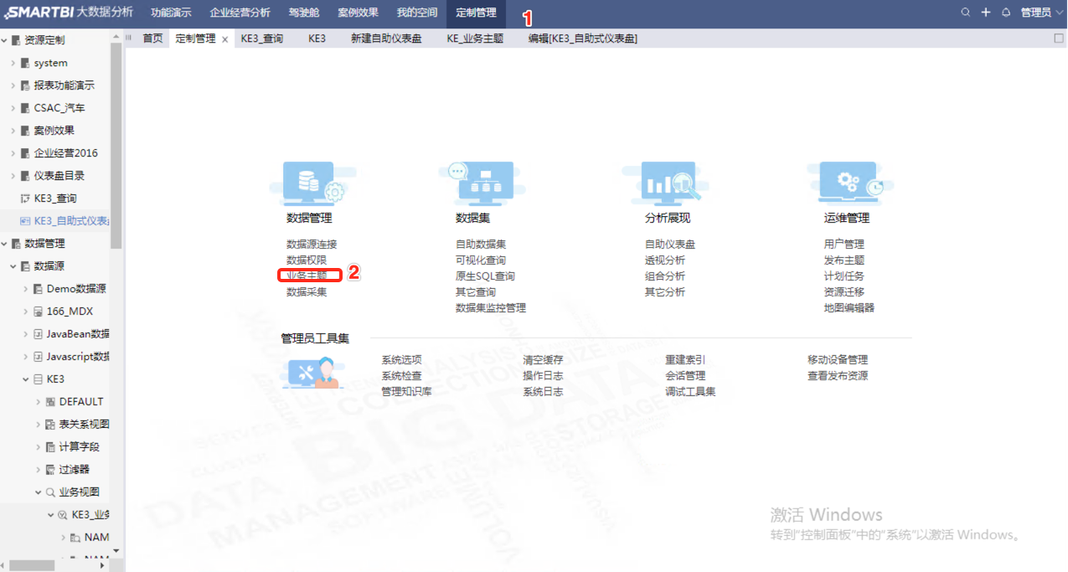 SMARTBI 大数据分析 功能演示 企业经营分析 驾驶舱 案例效果 我的空间 定制管理 1 管理员
首页 定制管理 KE3_查询 KE3 新建自助仪表盘 KE_业务主题 编辑[KE3_自助式仪表盘]
资源定制
system
报表功能演示
CSAC_汽车
案例效果
企业经营2016
仪表盘目录
KE3_查询
KE3_自助式仪表盘
数据管理
数据源
Demo数据源
166_MDX
JavaBean数据
Javascript数据
KE3
DEFAULT
表关系视图
计算字段
过滤器
业务视图
KE3_业务
NAM
NAM
数据管理
数据源连接
数据权限
业务主题 2
数据采集
数据集
自助数据集
可视化查询
原生SQL查询
其它查询
数据集监控管理
分析展现
自助仪表盘
透视分析
组合分析
其它分析
运维管理
用户管理
发布主题
计划任务
资源迁移
地图编辑器
管理员工具集
系统选项 清空缓存 重建索引 移动设备管理
系统检查 操作日志 会话管理 查看发布资源
管理知识库 系统日志 调试工具集
BIG DATA
DATA
MANAGEMENT
COLLECTION
ANALYSIS
SIZE
STORAGE
SOFTWARE
VOLUME
激活 Windows
转到"控制面板"中的"系统"以激活 Windows。